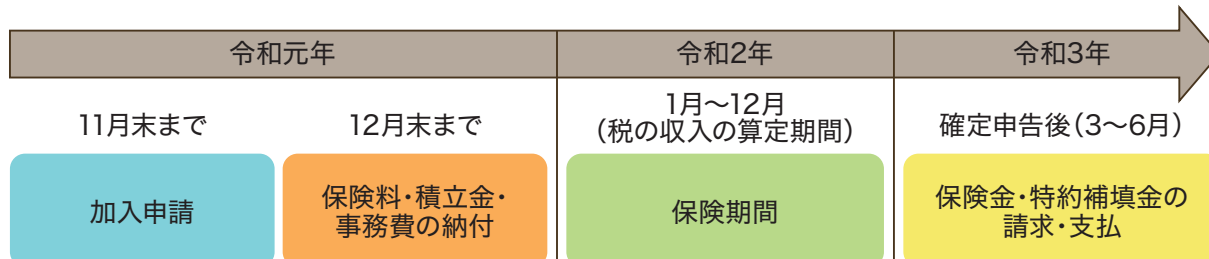 令和元年
令和2年
令和3年
11月末まで
12月末まで
1月〜12月
（税の収入の算定期間）
確定申告後（3〜6月）
加入申請
保険料・積立金・
事務費の納付
保険期間
保険金・特約補填金の
請求・支払